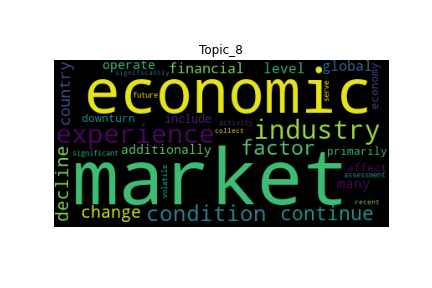 Topic_8
operate
global
significantly
financial
level
country
economic
economy
future
serve
downturn
include
collect
activity
experience
industry
significant
additionally
factor
primarily
decline
market
volatile
affect
assessment
many
recent
change
condition
continue